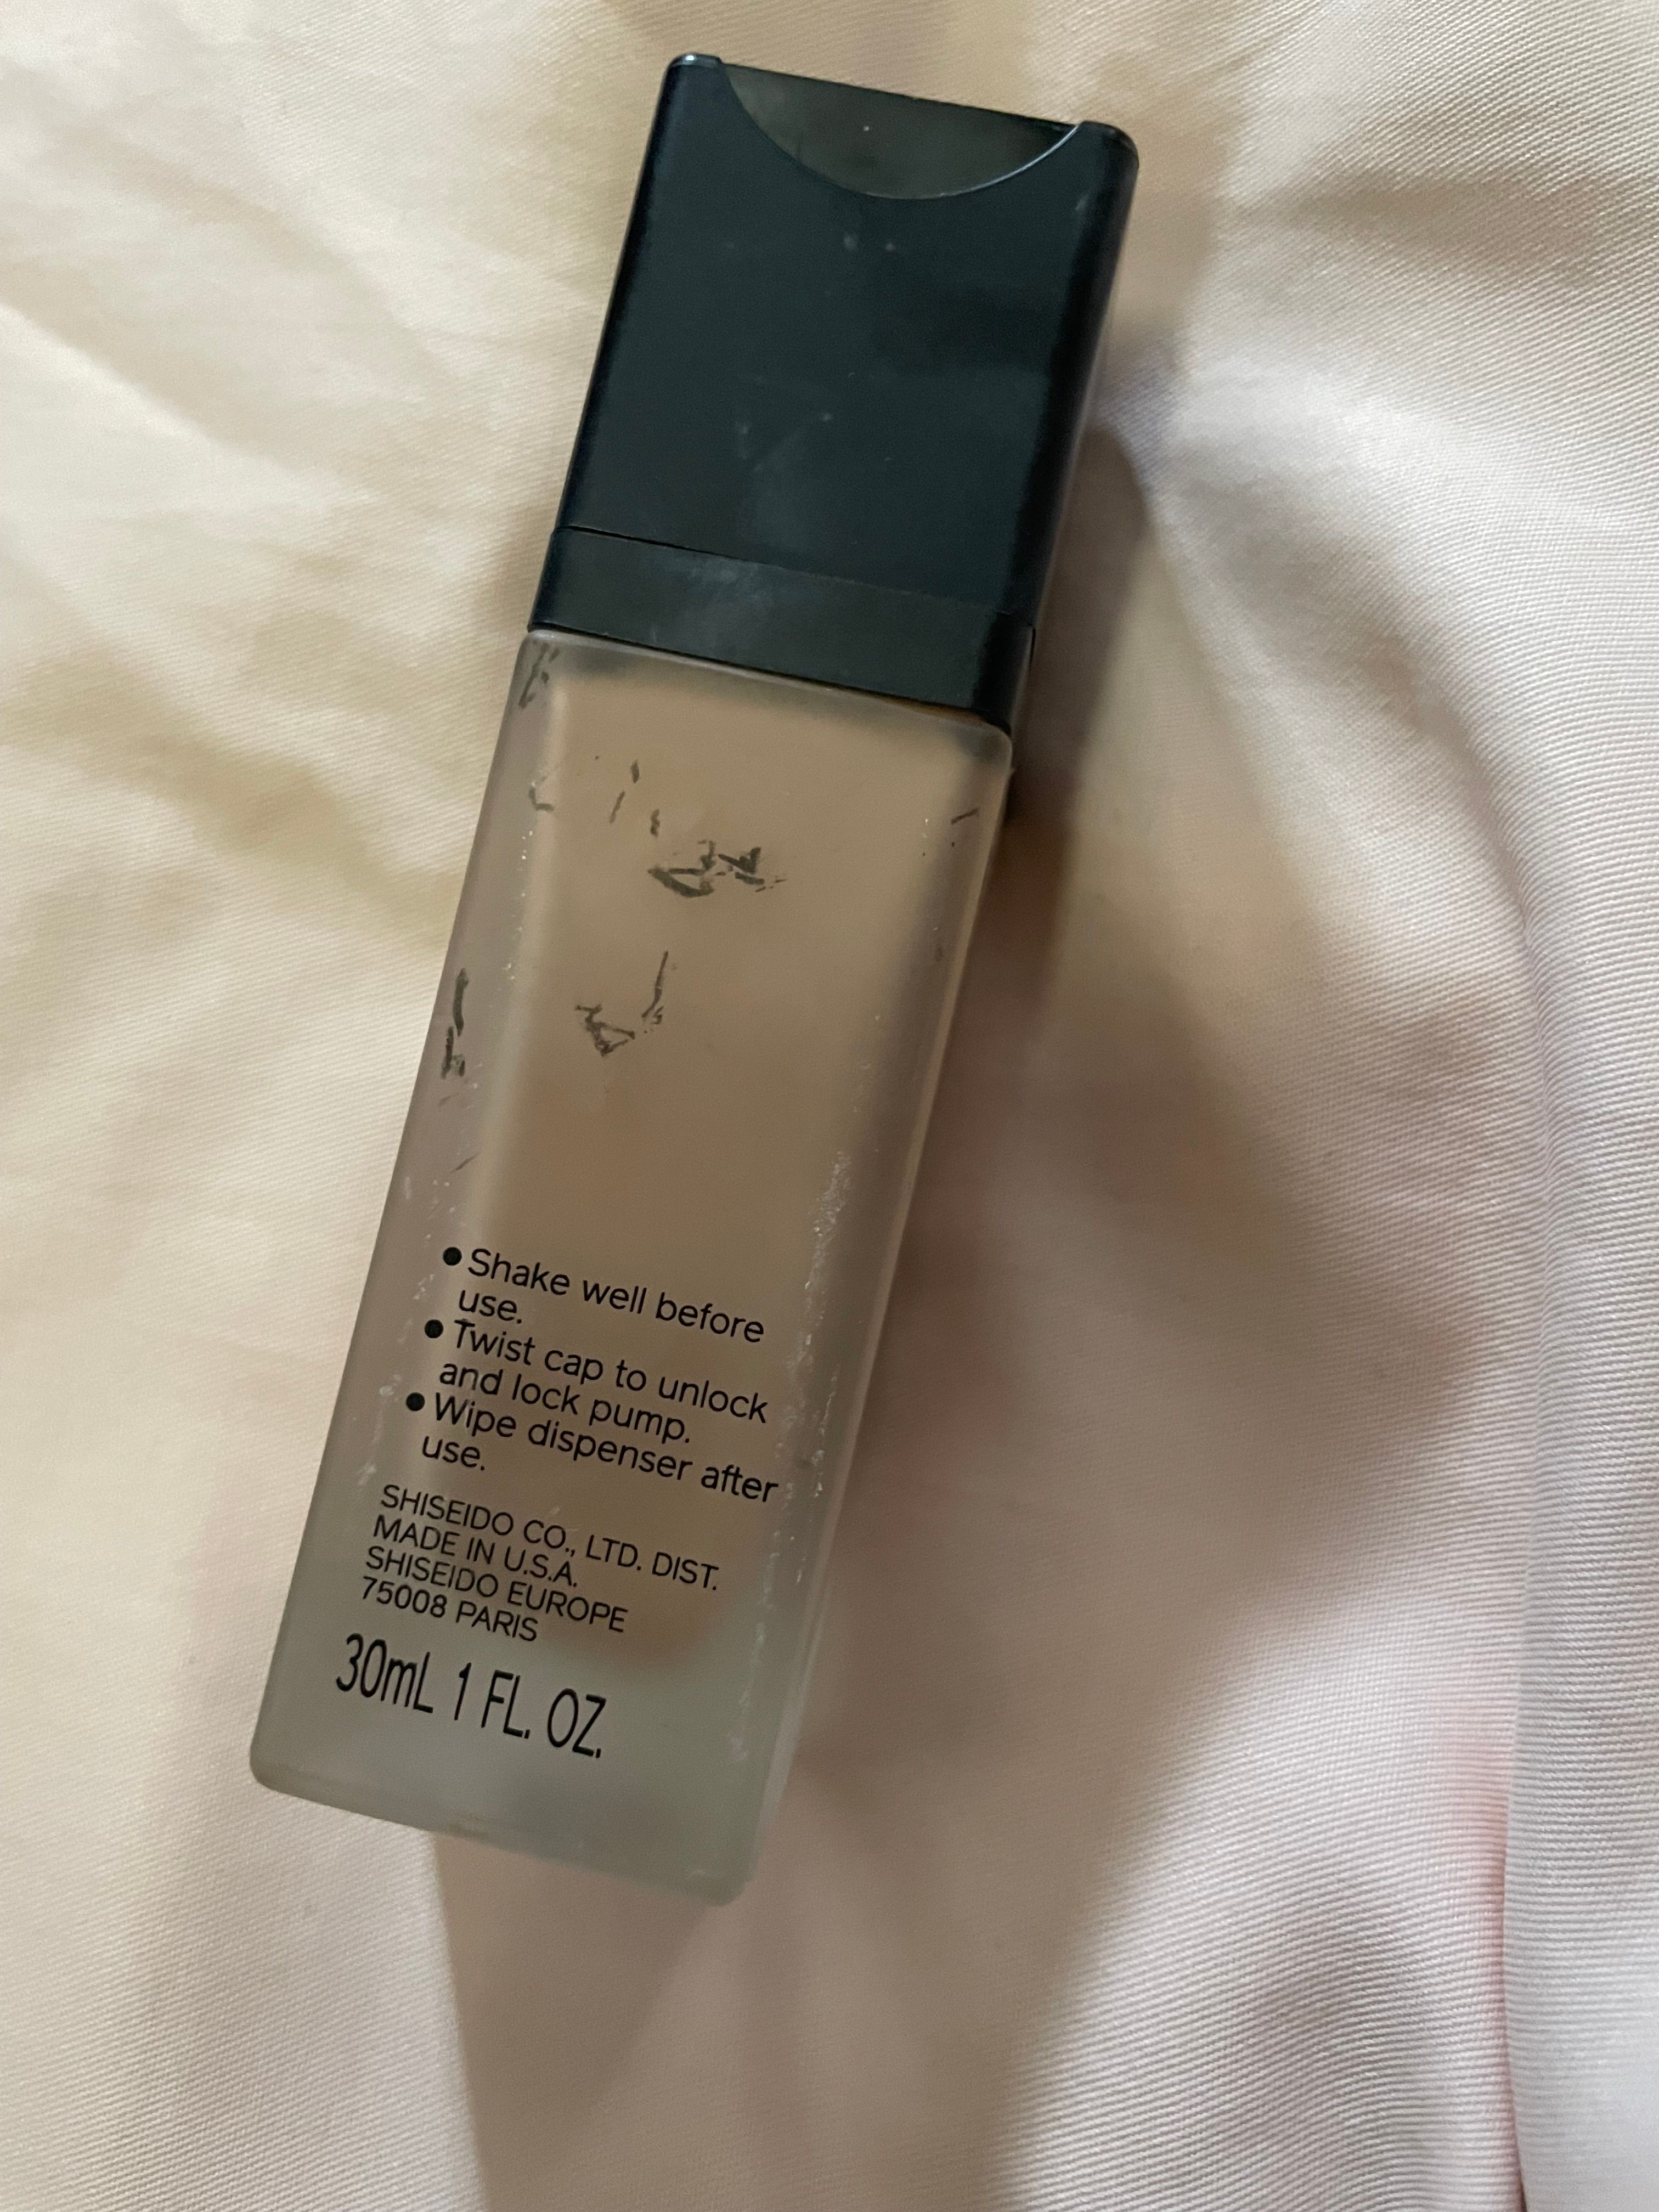 ●Shake well before
use.
●Twist cap to unlock
and lock pump.
●Wipe dispenser after
use.
SHISEIDO CO., LTD. DIST.
MADE IN U.S.A.
SHISEIDO EUROPE
75008 PARIS
30mL 1 FL. OZ.